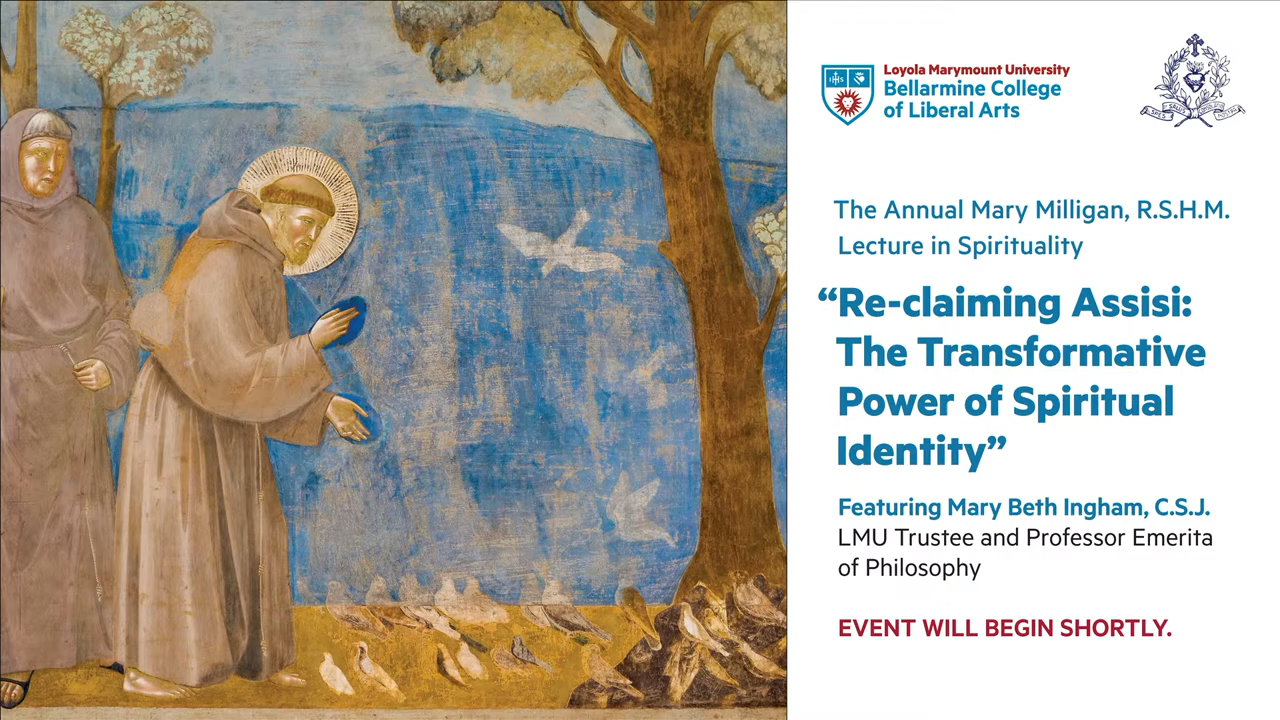 Loyola Marymount University
Bellarmine College
of Liberal Arts
IHS
The Annual Mary Milligan, R.S.H.M.
Lecture in Spirituality
“Re-claiming Assisi:
The Transformative
Power of Spiritual
Identity”
Featuring Mary Beth Ingham, C.S.J.
LMU Trustee and Professor Emerita
of Philosophy
EVENT WILL BEGIN SHORTLY.